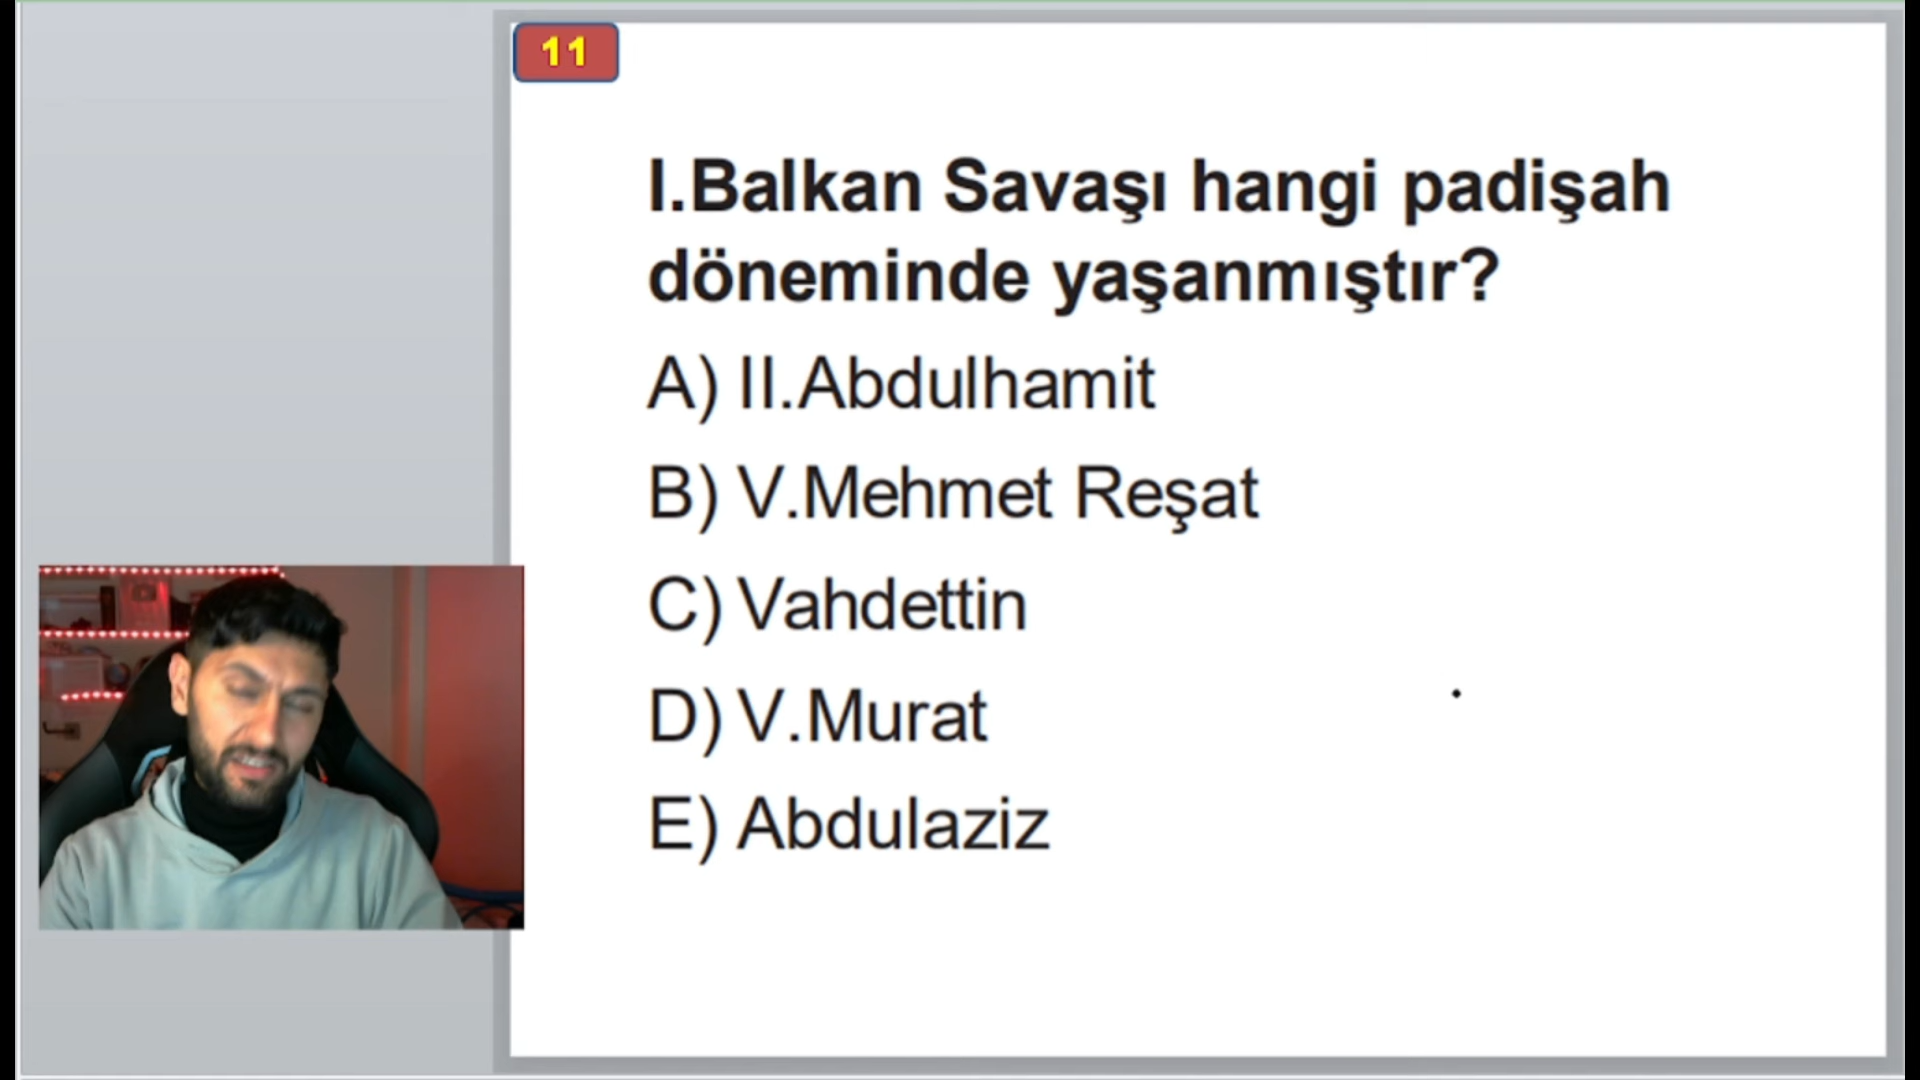 11
I.Balkan Savaşı hangi padişah
döneminde yaşanmıştır?
A) II.Abdulhamit
B) V.Mehmet Reşat
C) Vahdettin
D) V.Murat
E) Abdulaziz